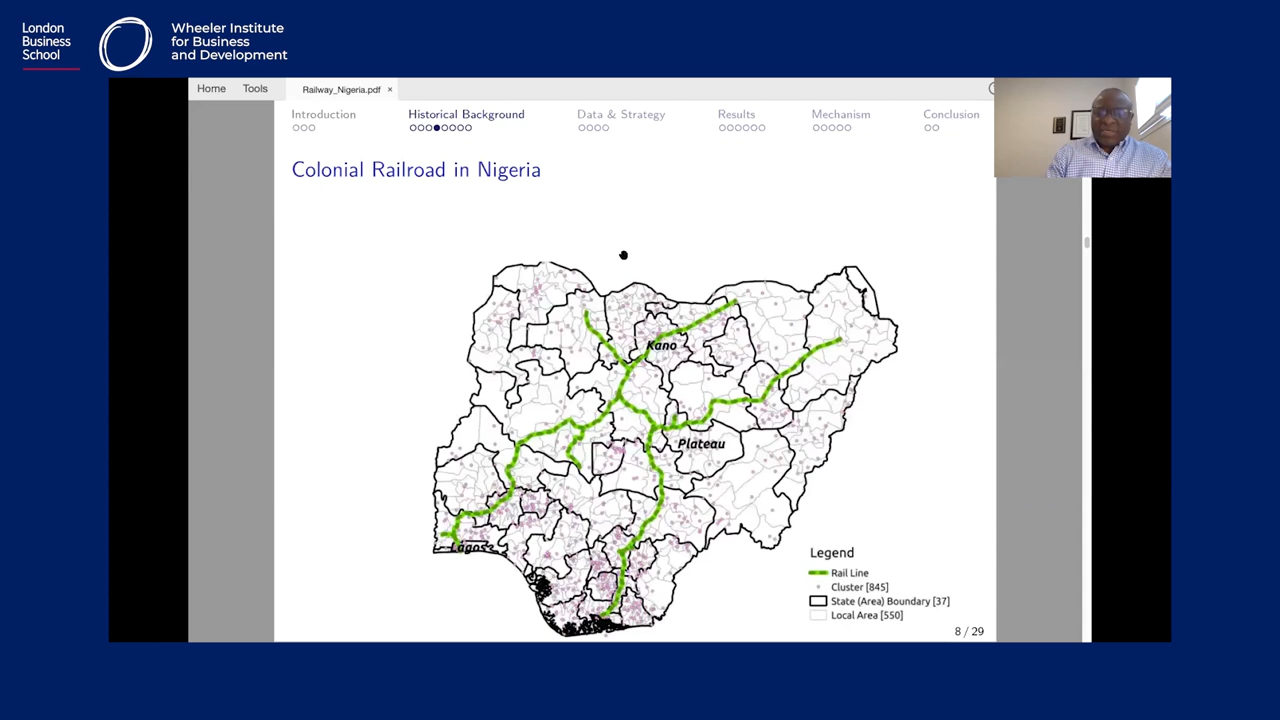 London
Business
School
Wheeler Institute
for Business
and Development
Home Tools Railway_Nigeria.pdf ×
Introduction Historical Background Data & Strategy Results Mechanism Conclusion
Colonial Railroad in Nigeria
Kano
Plateau
Lagos
Legend
Rail Line
Cluster [845]
State (Area) Boundary [37]
Local Area [550]
8 / 29